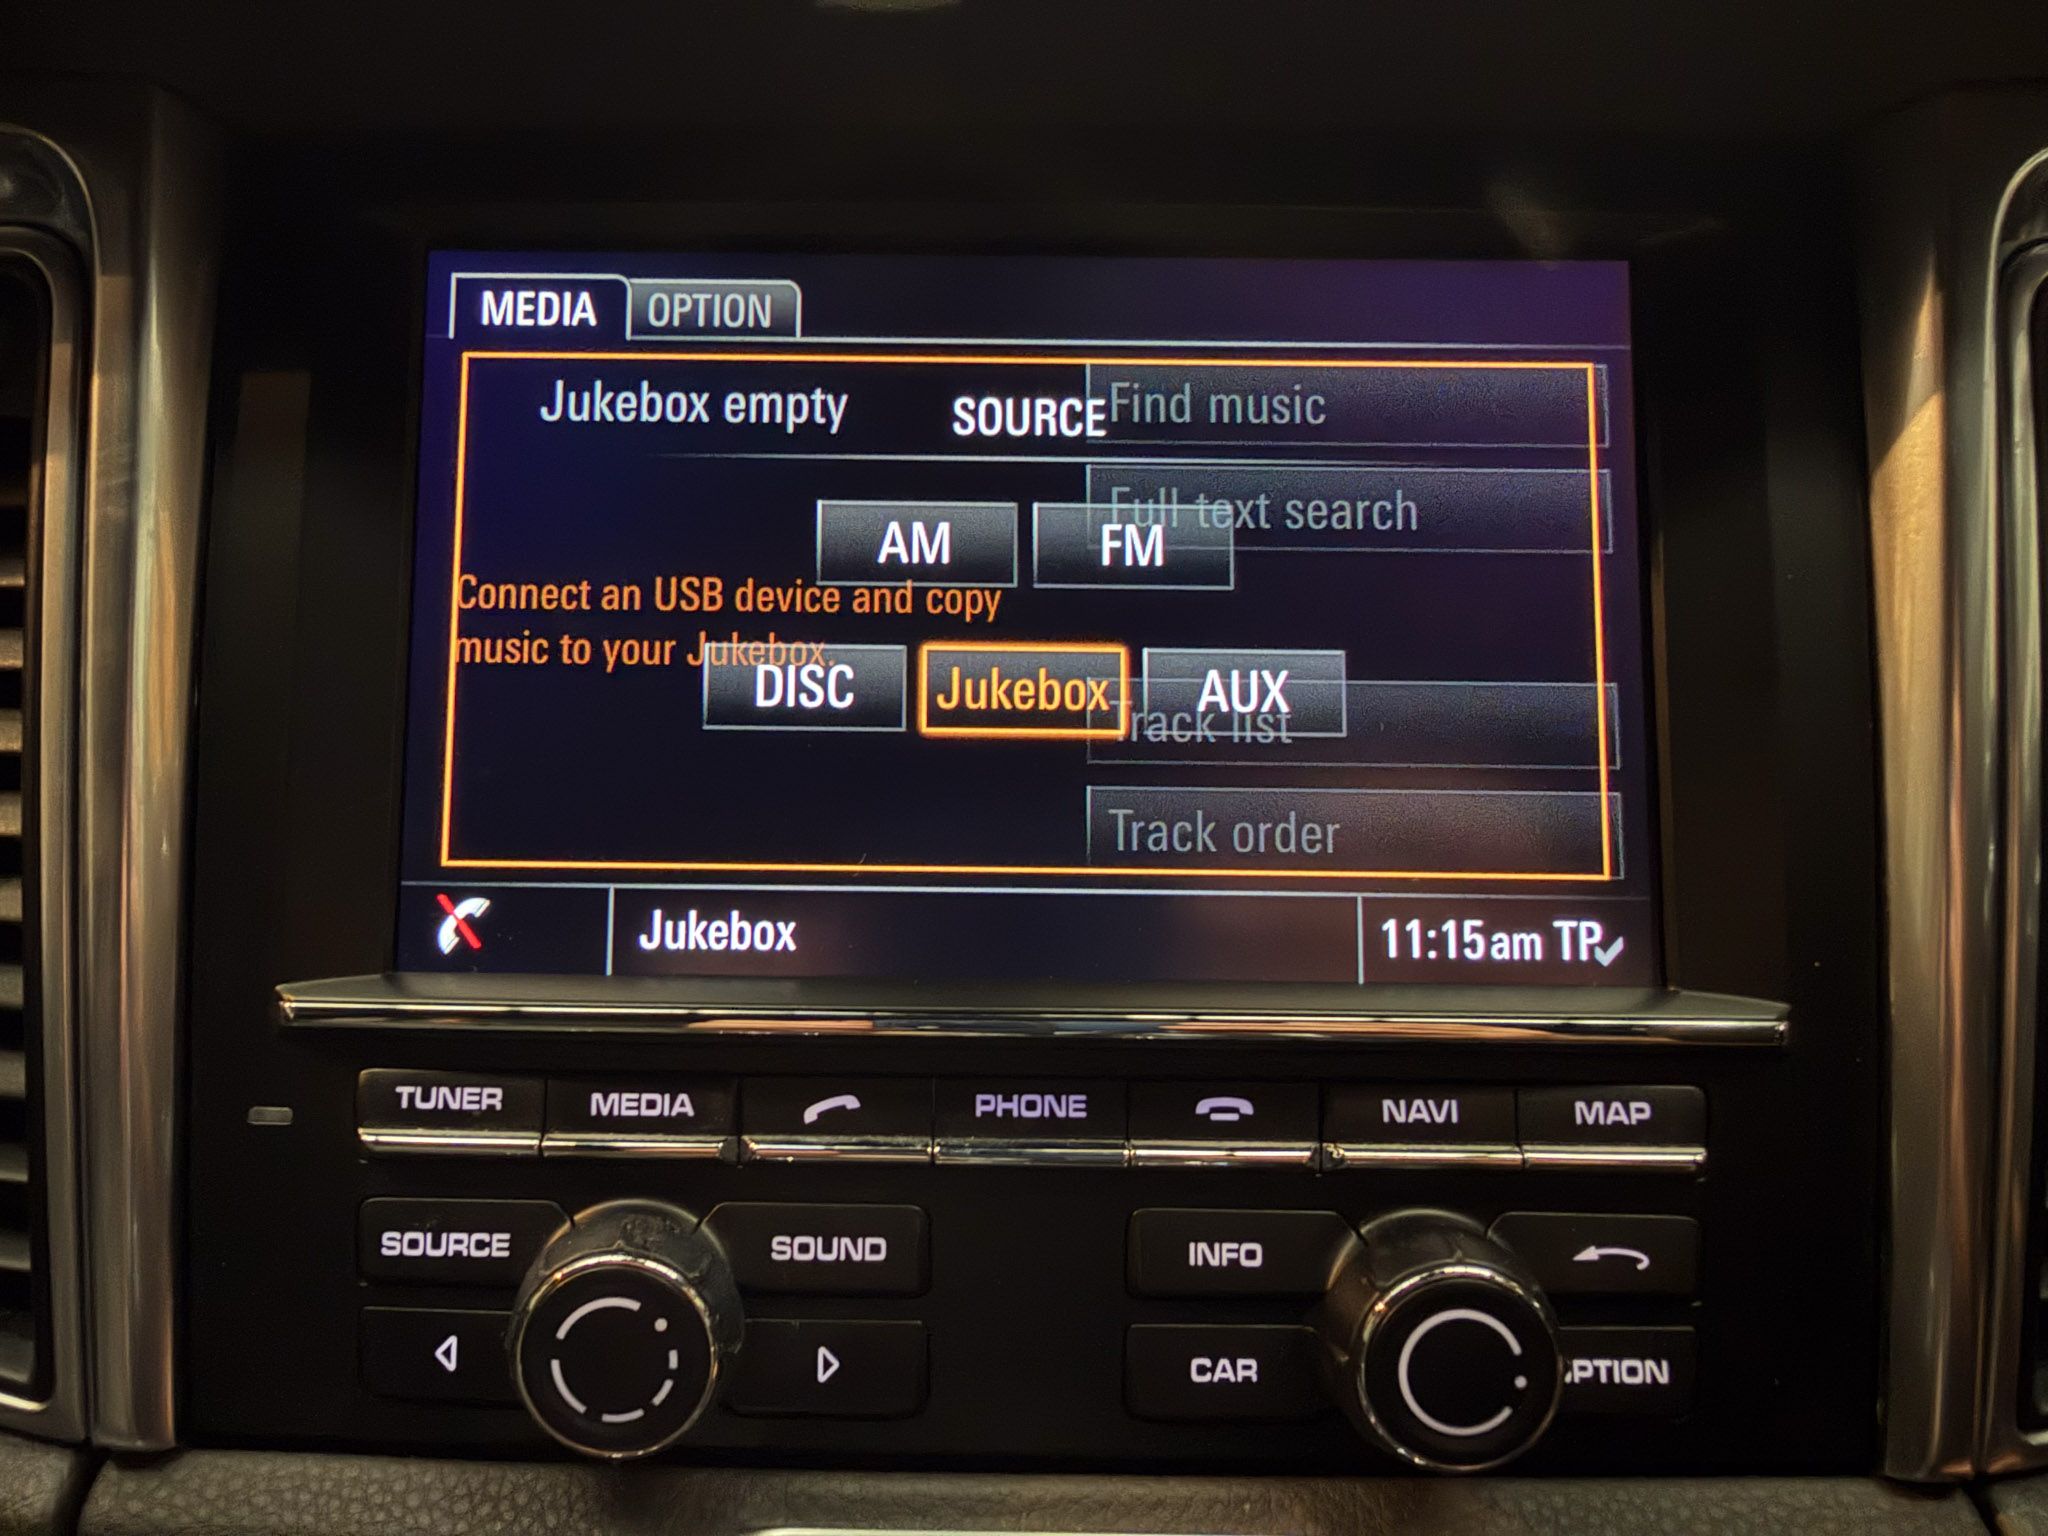 MEDIA OPTION
Jukebox empty
SOURCE
Find music
Full text search
AM FM
Connect an USB device and copy
music to your Jukebox.
DISC Jukebox AUX
Track list
Track order
Jukebox
11:15am TP
TUNER MEDIA PHONE NAVI MAP
SOURCE SOUND INFO
CAR PTION